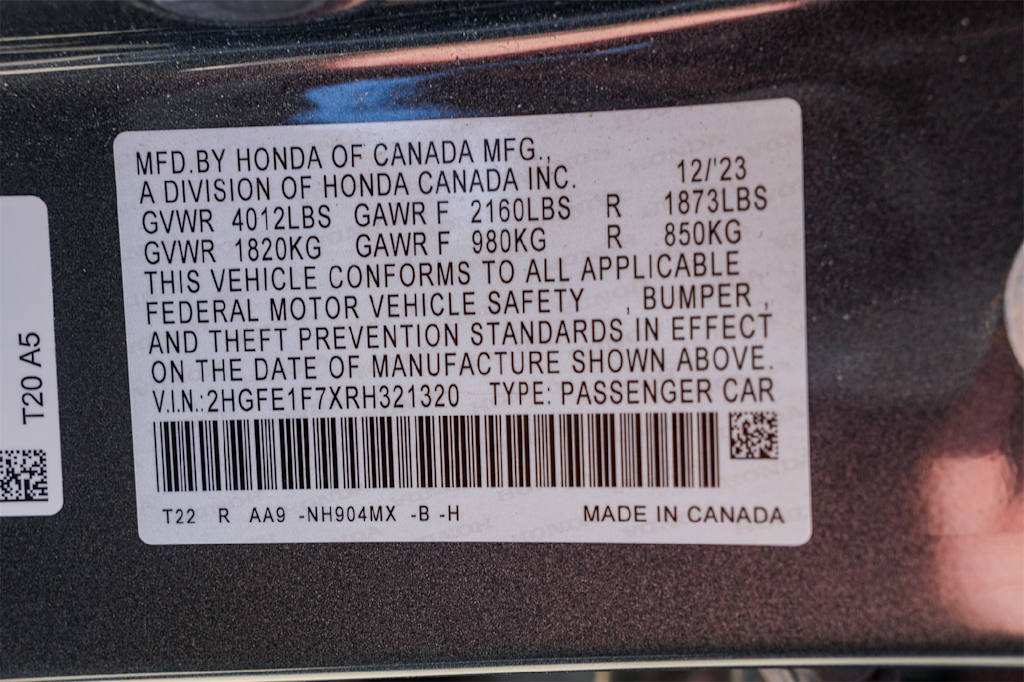 MFD.BY HONDA OF CANADA MFG.,
A DIVISION OF HONDA CANADA INC. 12/'23
GVWR 4012LBS GAWR F 2160LBS R 1873LBS
GVWR 1820KG GAWR F 980KG R 850KG
THIS VEHICLE CONFORMS TO ALL APPLICABLE
FEDERAL MOTOR VEHICLE SAFETY , BUMPER ,
AND THEFT PREVENTION STANDARDS IN EFFECT
ON THE DATE OF MANUFACTURE SHOWN ABOVE.
V.I.N.:2HGFE1F7XRH321320 TYPE: PASSENGER CAR
T22 R AA9 -NH904MX -B -H MADE IN CANADA
T20 A5